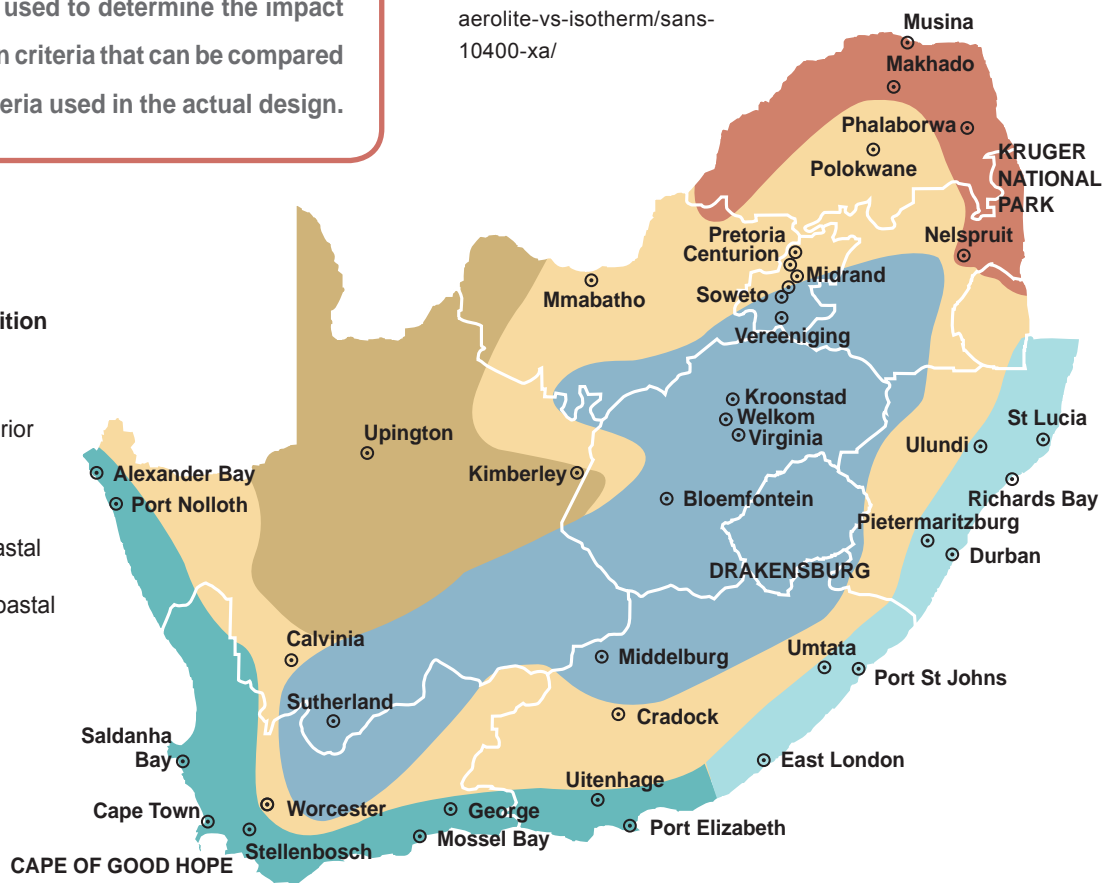 used to determine the impact
n criteria that can be compared
eria used in the actual design.
aerolite-vs-isotherm/sans-
10400-xa/
ition
rior
astal
oastal
Musina
Makhado
Phalaborwa
Polokwane
KRUGER
NATIONAL
PARK
Nelspruit
Pretoria
Centurion
Midrand
Soweto
Vereeniging
Mmabatho
Kroonstad
Welkom
Virginia
Upington
Kimberley
Bloemfontein
St Lucia
Ulundi
Richards Bay
Pietermaritzburg
Durban
DRAKENSBURG
Alexander Bay
Port Nolloth
Calvinia
Middelburg
Umtata
Port St Johns
Sutherland
Cradock
Saldanha
Bay
East London
Uitenhage
Cape Town
Worcester
George
Port Elizabeth
Mossel Bay
Stellenbosch
CAPE OF GOOD HOPE